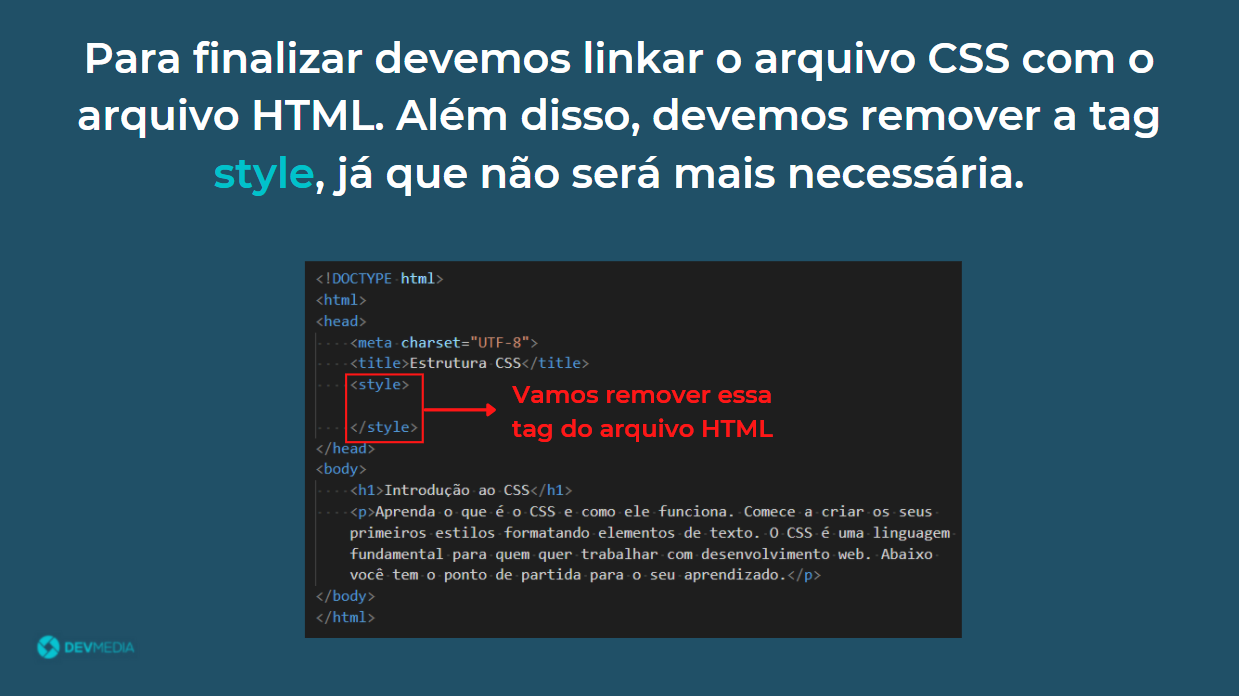 Para finalizar devemos linkar o arquivo CSS com o
arquivo HTML. Além disso, devemos remover a tag
style, já que não será mais necessária.
<!DOCTYPE html>
<html>
<head>
<meta charset="UTF-8">
<title>Estrutura CSS</title>
<style>
Vamos remover essa
tag do arquivo HTML
</style>
</head>
<body>
<h1>Introdução ao CSS</h1>
<p>Aprenda o que é o CSS e como ele funciona. Comece a criar os seus
primeiros estilos formatando elementos de texto. O CSS é uma linguagem
fundamental para quem quer trabalhar com desenvolvimento web. Abaixo
você tem o ponto de partida para o seu aprendizado.</p>
</body>
</html>
DEVMEDIA